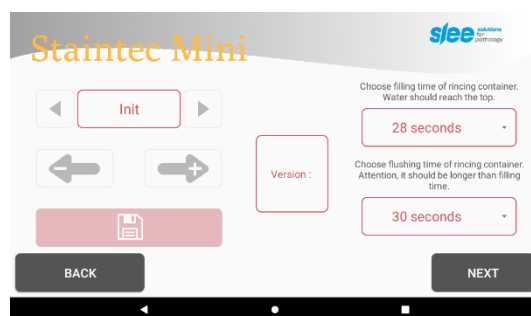 Staintec Mini
slee solutions
for
pathology
Init
Version :
Choose filling time of rincing container.
Water should reach the top.
28 seconds
Choose flushing time of rincing container.
Attention, it should be longer than filling
time.
30 seconds
BACK
NEXT